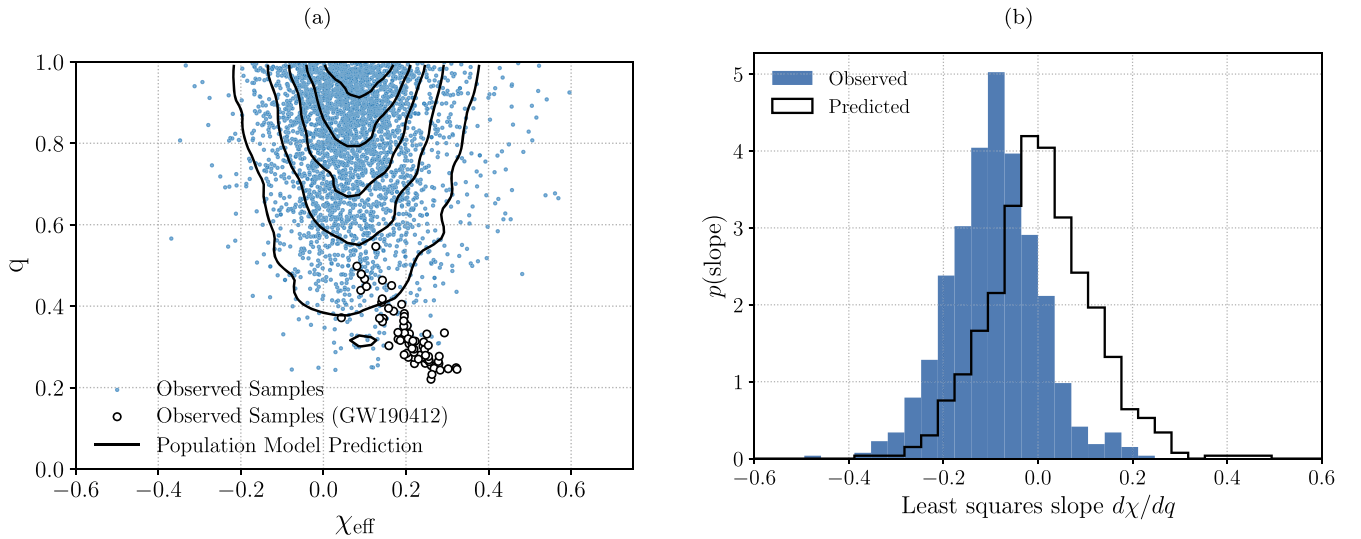 (a)
1.0
0.8
0.6
0.4
0.2
0.0
q
Observed Samples
Observed Samples (GW190412)
Population Model Prediction
−0.6 −0.4 −0.2 0.0 0.2 0.4 0.6
χeff
(b)
5
4
3
2
1
0
p(slope)
Observed
Predicted
−0.6 −0.4 −0.2 0.0 0.2 0.4 0.6
Least squares slope dχ/dq